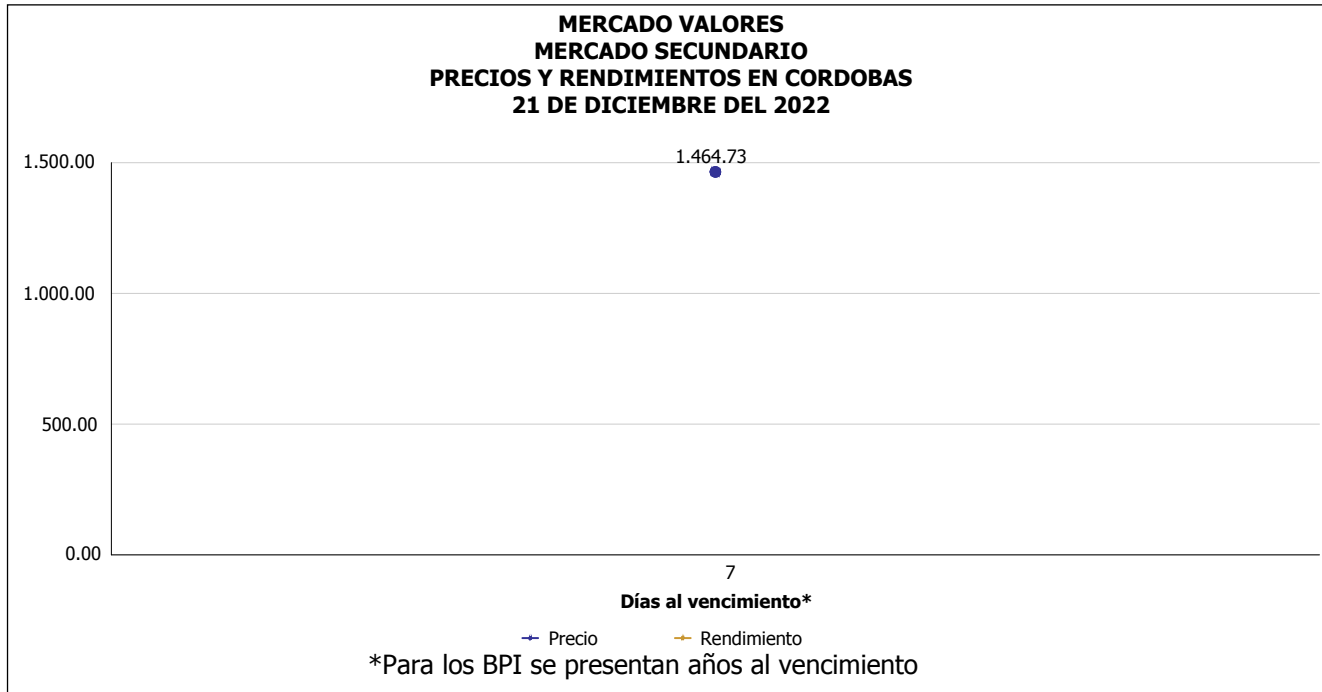 MERCADO VALORES
MERCADO SECUNDARIO
PRECIOS Y RENDIMIENTOS EN CORDOBAS
21 DE DICIEMBRE DEL 2022
1.500.00
1.464.73
1.000.00
500.00
0.00
7
Días al vencimiento*
Precio Rendimiento
*Para los BPI se presentan años al vencimiento